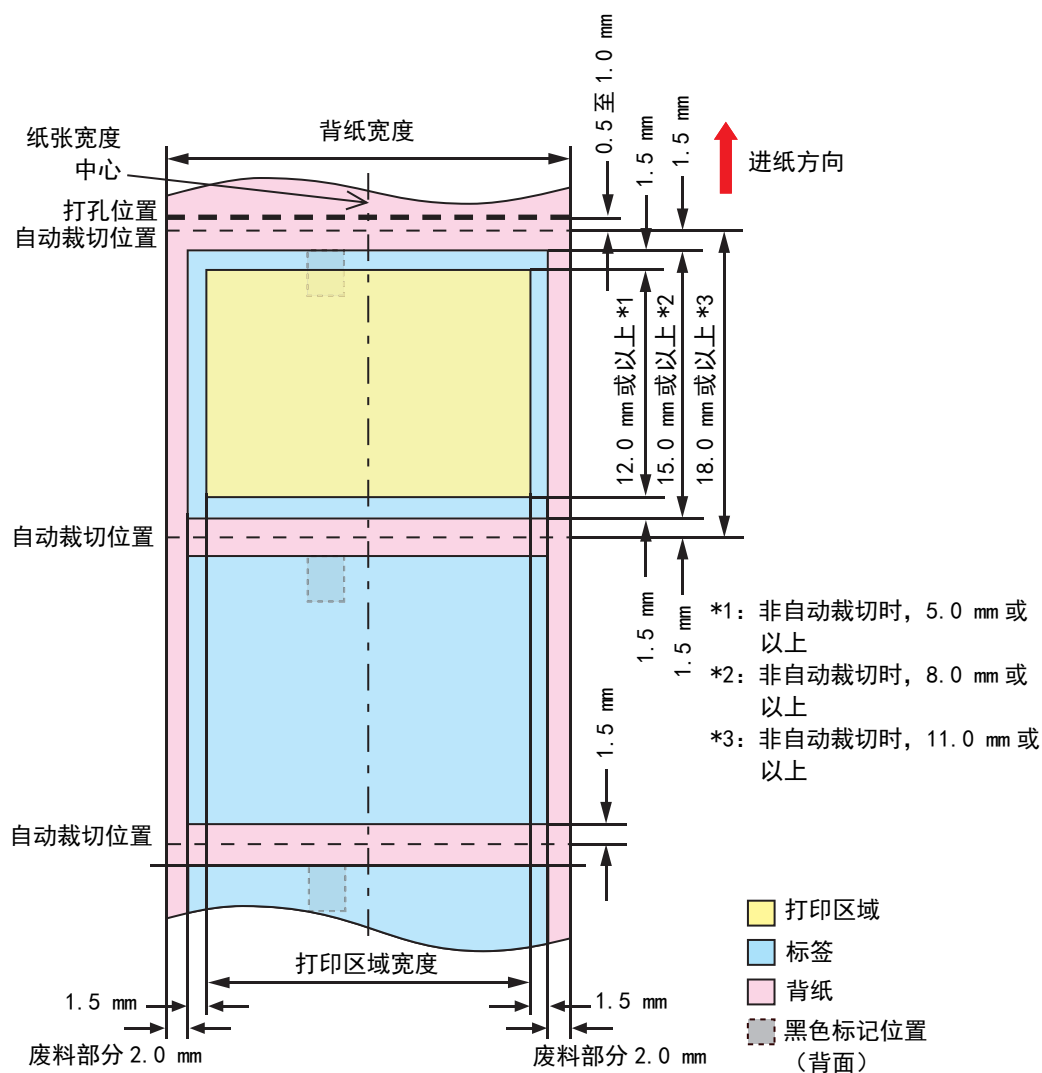 0.5至1.0 mm
1.5 mm
1.5 mm
进纸方向
背纸宽度
纸张宽度
中心
打孔位置
自动裁切位置
12.0 mm或以上*1
15.0 mm或以上*2
18.0 mm或以上*3
自动裁切位置
1.5 mm
1.5 mm
*1：非自动裁切时，5.0 mm或
以上
*2：非自动裁切时，8.0 mm或
以上
*3：非自动裁切时，11.0 mm或
以上
1.5 mm
自动裁切位置
打印区域
标签
背纸
黑色标记位置
（背面）
打印区域宽度
1.5 mm
1.5 mm
废料部分2.0 mm
废料部分2.0 mm